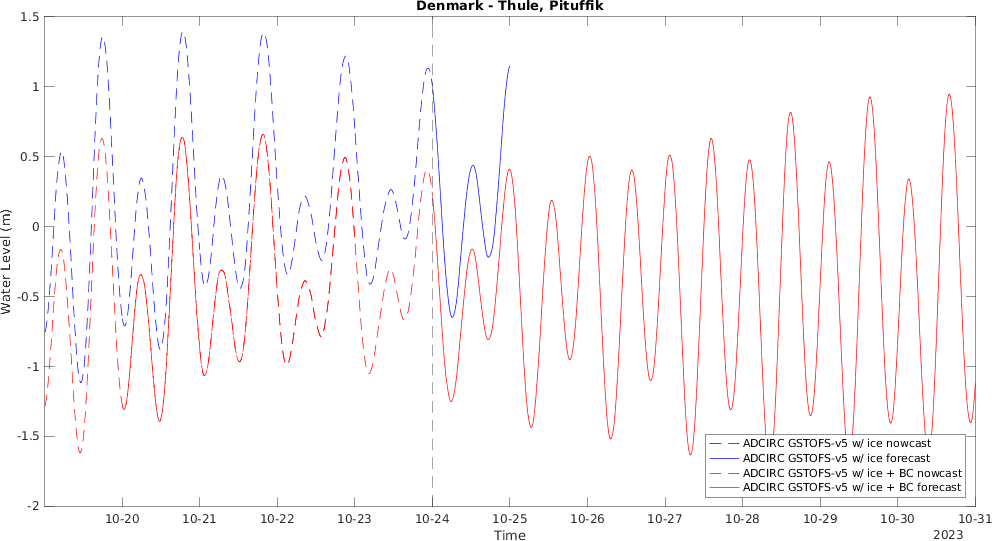 Denmark - Thule, Pituffik
Water Level (m)
1.5
1
0.5
0
-0.5
-1
-1.5
-2
ADCIRC GSTOFS-v5 w/ ice nowcast
ADCIRC GSTOFS-v5 w/ ice forecast
ADCIRC GSTOFS-v5 w/ ice + BC nowcast
ADCIRC GSTOFS-v5 w/ ice + BC forecast
10-20 10-21 10-22 10-23 10-24 10-25 10-26 10-27 10-28 10-29 10-30 10-31
Time
2023